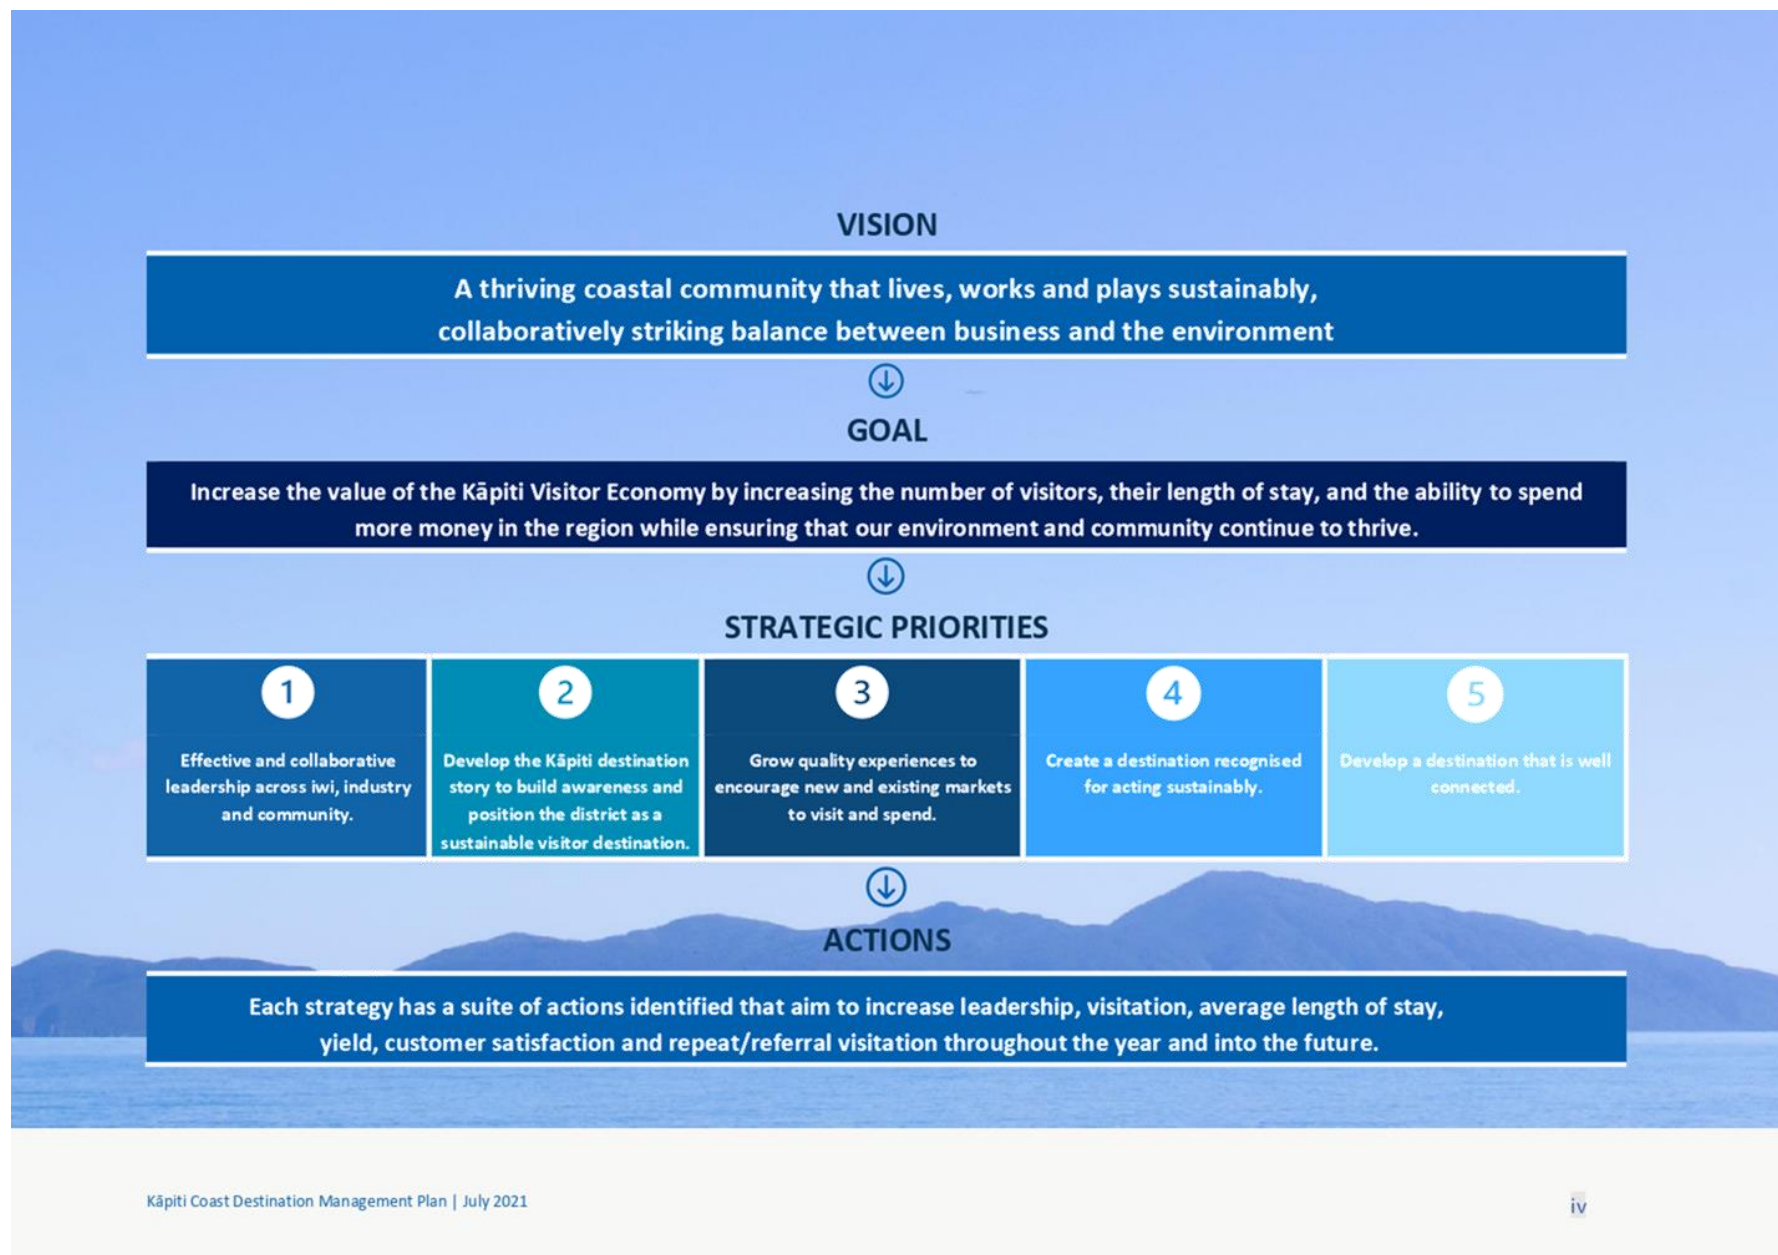 VISION
A thriving coastal community that lives, works and plays sustainably,
collaboratively striking balance between business and the environment
GOAL
Increase the value of the Kāpiti Visitor Economy by increasing the number of visitors, their length of stay, and the ability to spend
more money in the region while ensuring that our environment and community continue to thrive.
STRATEGIC PRIORITIES
1
Effective and collaborative
leadership across iwi, industry
and community.
2
Develop the Kāpiti destination
story to build awareness and
position the district as a
sustainable visitor destination.
3
Grow quality experiences to
encourage new and existing markets
to visit and spend.
4
Create a destination recognised
for acting sustainably.
5
Develop a destination that is well
connected.
ACTIONS
Each strategy has a suite of actions identified that aim to increase leadership, visitation, average length of stay,
yield, customer satisfaction and repeat/referral visitation throughout the year and into the future.
Kāpiti Coast Destination Management Plan | July 2021
iv